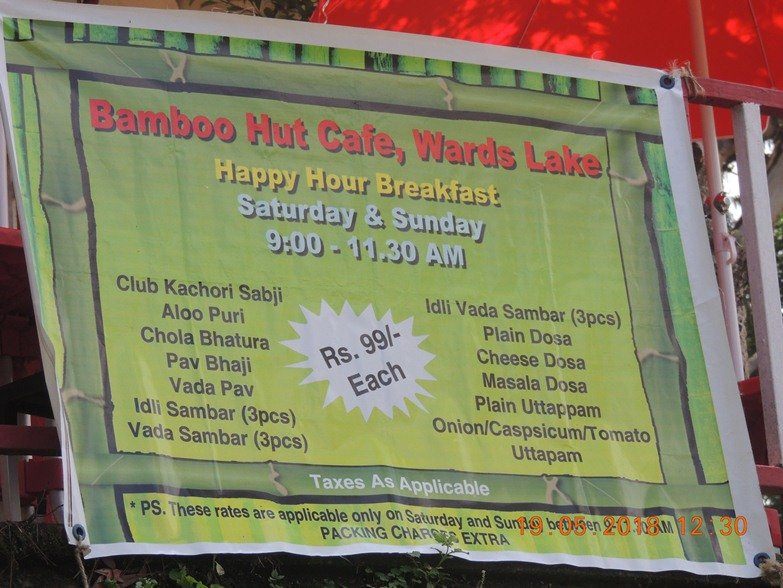 Bamboo Hut Cafe, Wards Lake
Happy Hour Breakfast
Saturday & Sunday
9:00 - 11.30 AM
Club Kachori Sabji
Aloo Puri
Chola Bhatura
Pav Bhaji
Vada Pav
Idli Sambar (3pcs)
Vada Sambar (3pcs)
Rs. 99/-
Each
Idli Vada Sambar (3pcs)
Plain Dosa
Cheese Dosa
Masala Dosa
Plain Uttappam
Onion/Caspsicum/Tomato
Uttapam
Taxes As Applicable
* PS. These rates are applicable only on Saturday and Sunday between AM
PACKING CHARGES EXTRA
19.05.2018 12:30